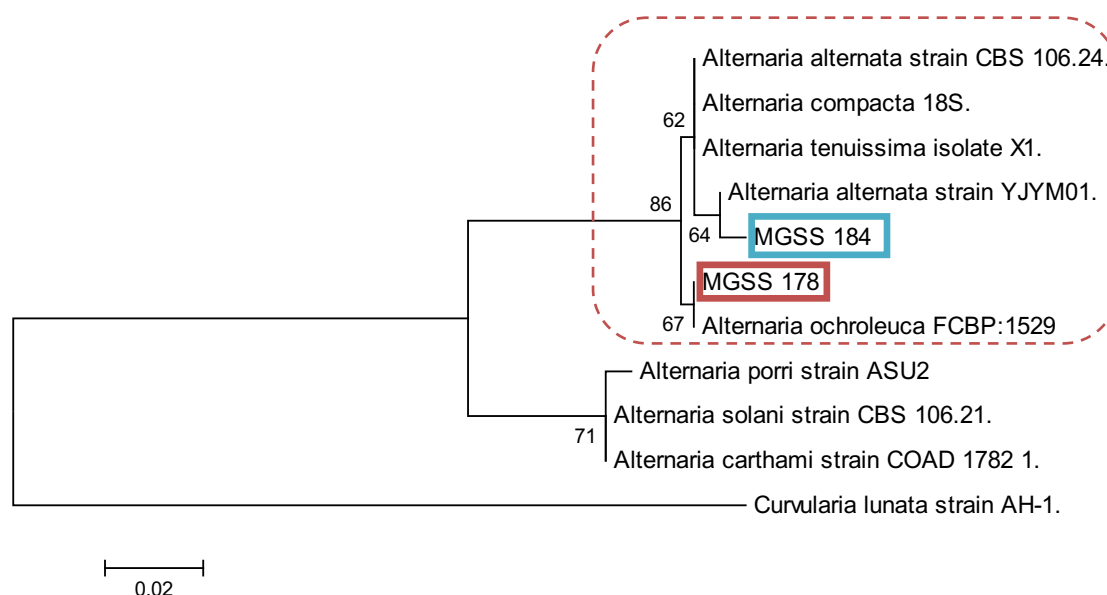 Alternaria alternata strain CBS 106.24.
Alternaria compacta 18S.
62
Alternaria tenuissima isolate X1.
Alternaria alternata strain YJYM01.
86
64
MGSS 184
MGSS 178
67
Alternaria ochroleuca FCBP:1529
Alternaria porri strain ASU2
Alternaria solani strain CBS 106.21.
71
Alternaria carthami strain COAD 1782 1.
Curvularia lunata strain AH-1.
0.02